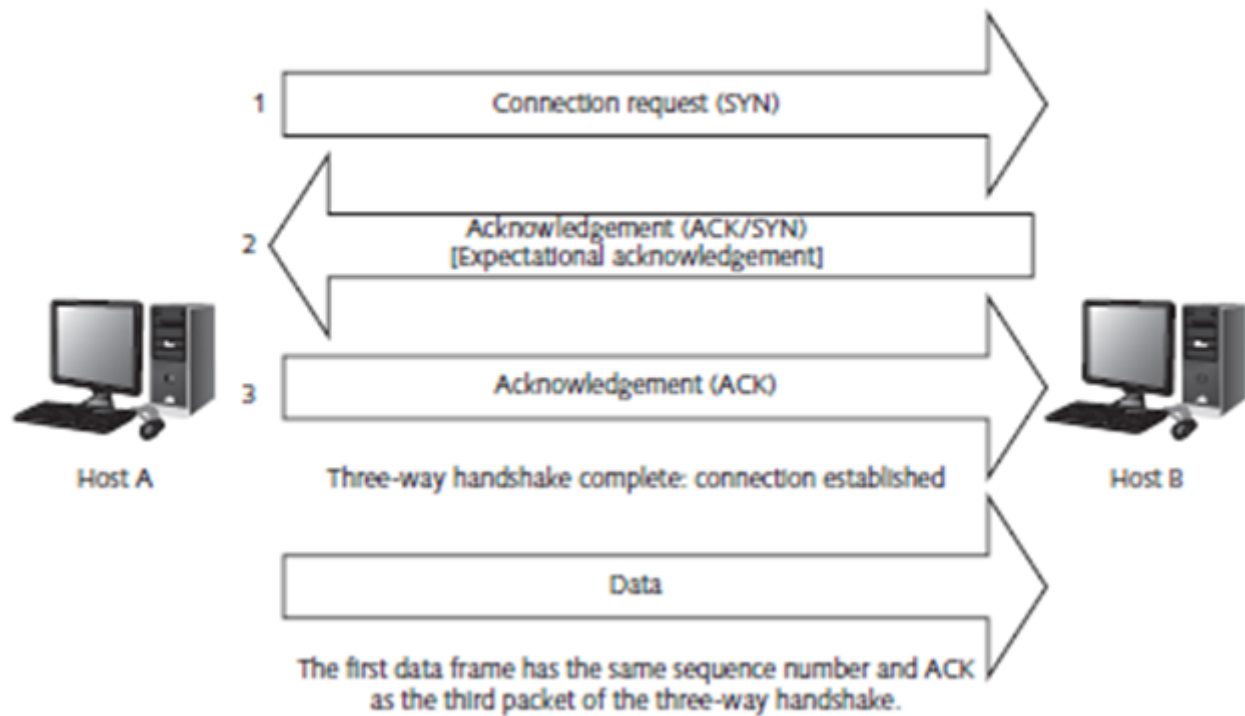 1
Connection request (SYN)
2
Acknowledgement (ACK/SYN)
[Expectational acknowledgement]
3
Acknowledgement (ACK)
Host A
Three-way handshake complete: connection established
Host B
Data
The first data frame has the same sequence number and ACK
as the third packet of the three-way handshake.